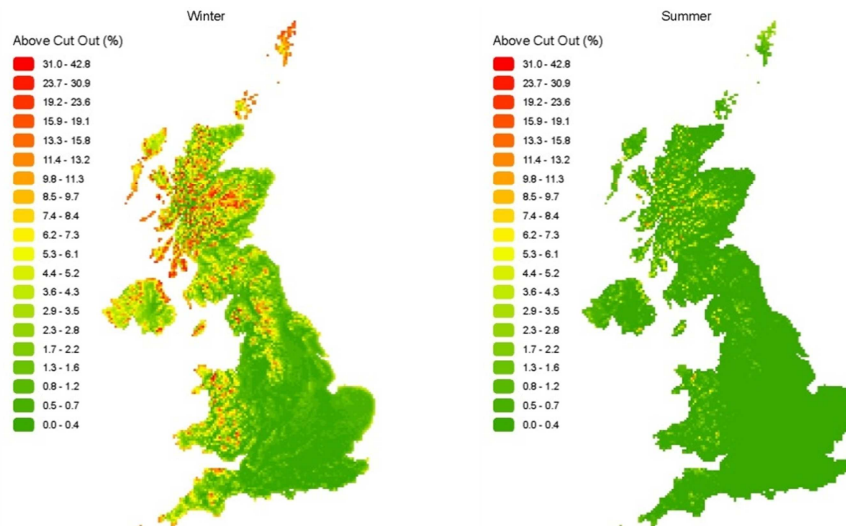 Winter
Above Cut Out (%)
31.0 - 42.8
23.7 - 30.9
19.2 - 23.6
15.9 - 19.1
13.3 - 15.8
11.4 - 13.2
9.8 - 11.3
8.5 - 9.7
7.4 - 8.4
6.2 - 7.3
5.3 - 6.1
4.4 - 5.2
3.6 - 4.3
2.9 - 3.5
2.3 - 2.8
1.7 - 2.2
1.3 - 1.6
0.8 - 1.2
0.5 - 0.7
0.0 - 0.4
Summer
Above Cut Out (%)
31.0 - 42.8
23.7 - 30.9
19.2 - 23.6
15.9 - 19.1
13.3 - 15.8
11.4 - 13.2
9.8 - 11.3
8.5 - 9.7
7.4 - 8.4
6.2 - 7.3
5.3 - 6.1
4.4 - 5.2
3.6 - 4.3
2.9 - 3.5
2.3 - 2.8
1.7 - 2.2
1.3 - 1.6
0.8 - 1.2
0.5 - 0.7
0.0 - 0.4